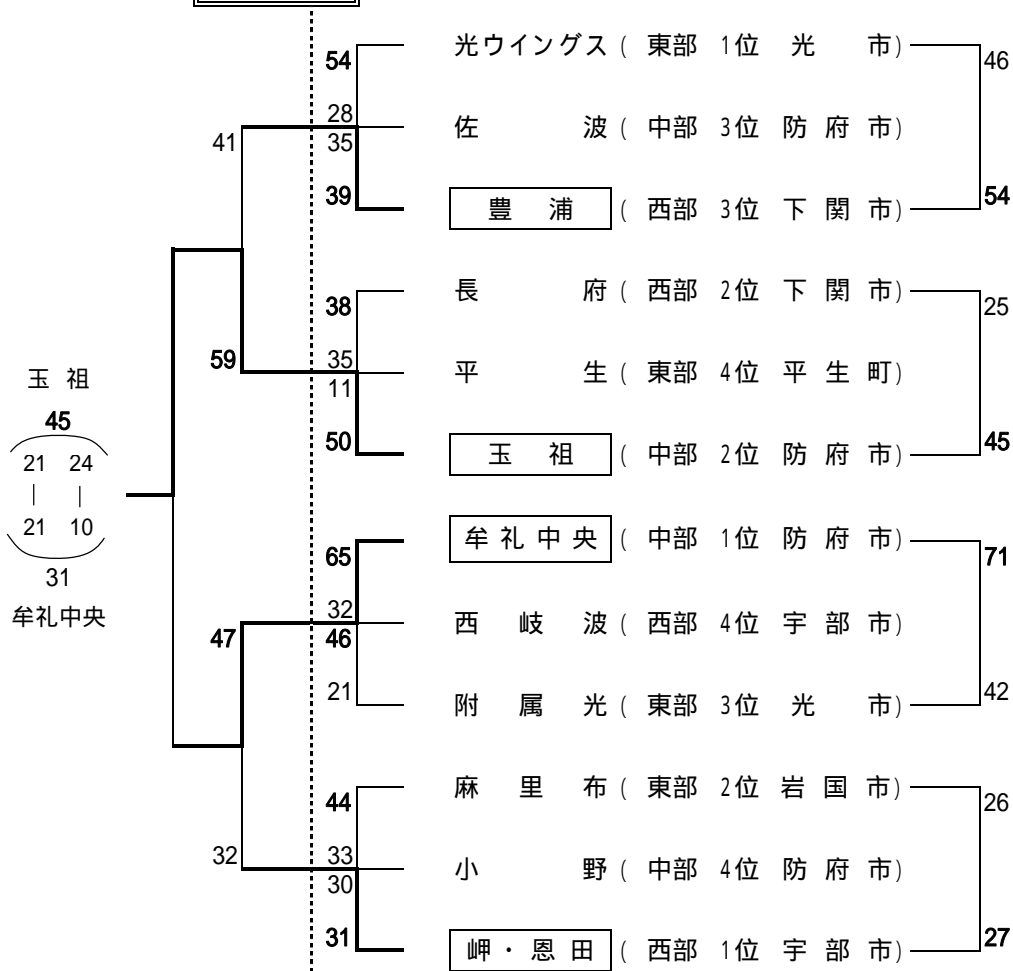 54 光ウイングス ( 東部 1位 光 市) 46
28
41 佐 波 ( 中部 3位 防府市)
35
39 豊 浦 ( 西部 3位 下関市) 54
38 長 府 ( 西部 2位 下関市) 25
59 35
平 生 ( 東部 4位 平生町)
11
50 玉 祖 ( 中部 2位 防府市) 45
玉 祖
45
21 24
| |
21 10
31
牟礼中央
65 牟礼中央 ( 中部 1位 防府市) 71
32
47 西岐波 ( 西部 4位 宇部市)
46
21 附属光 ( 東部 3位 光 市) 42
44 麻里布 ( 東部 2位 岩国市) 26
32 33
小 野 ( 中部 4位 防府市)
30
31 岬・恩田 ( 西部 1位 宇部市) 27